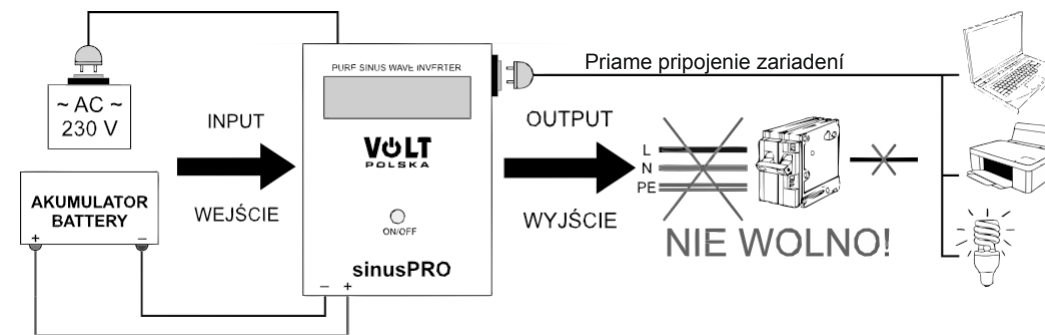 ~ AC ~
230 V
AKUMULATOR
BATTERY
+ –
INPUT
WEJŚCIE
PURE SINUS WAVE INVERTER
VOLT
POLSKA
ON/OFF
sinusPRO
– +
OUTPUT
WYJŚCIE
Priame pripojenie zariadení
L
N
PE
NIE WOLNO!